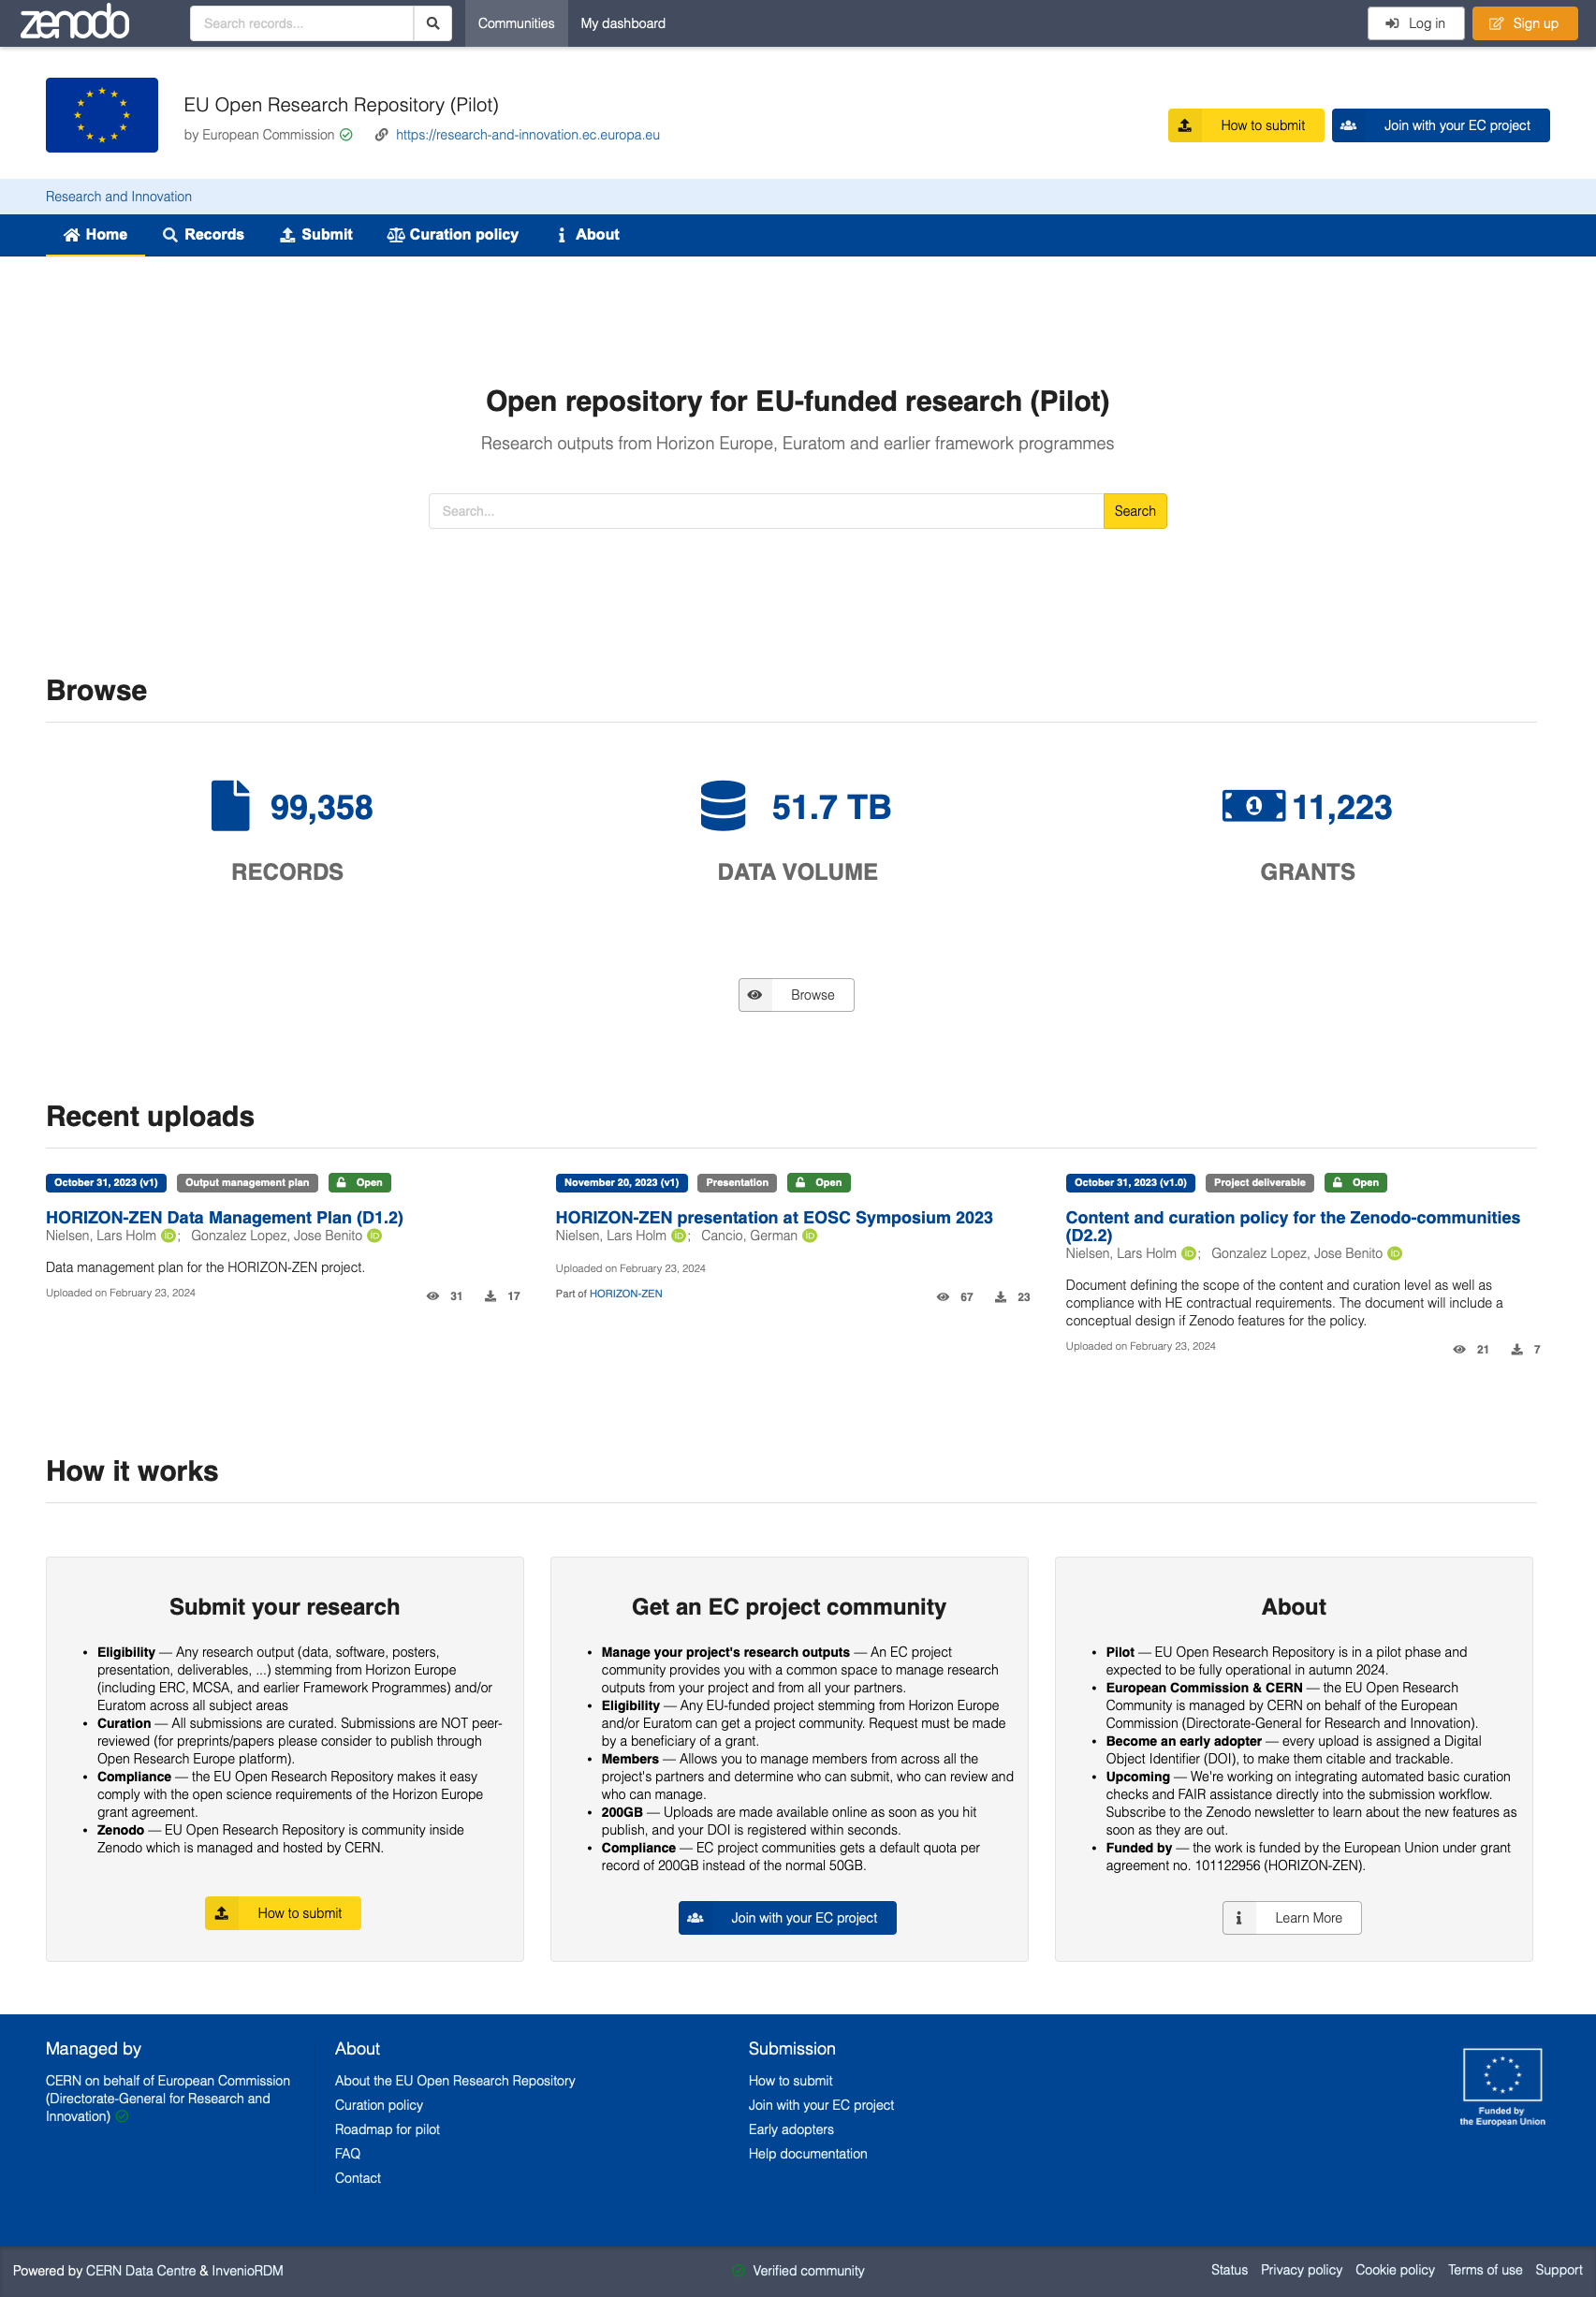 zenodo
Search records...
Communities
My dashboard
Log in
Sign up
EU Open Research Repository (Pilot)
by European Commission
https://research-and-innovation.ec.europa.eu
How to submit
Join with your EC project
Research and Innovation
Home
Records
Submit
Curation policy
About
Open repository for EU-funded research (Pilot)
Research outputs from Horizon Europe, Euratom and earlier framework programmes
Search...
Search
Browse
99,358
RECORDS
51.7 TB
DATA VOLUME
11,223
GRANTS
Browse
Recent uploads
October 31, 2023 (v1) Output management plan Open
HORIZON-ZEN Data Management Plan (D1.2)
Nielsen, Lars Holm iD; Gonzalez Lopez, Jose Benito iD
Data management plan for the HORIZON-ZEN project.
Uploaded on February 23, 2024
31 17
November 20, 2023 (v1) Presentation Open
HORIZON-ZEN presentation at EOSC Symposium 2023
Nielsen, Lars Holm iD; Cancio, German iD
Uploaded on February 23, 2024
Part of HORIZON-ZEN
67 23
October 31, 2023 (v1.0) Project deliverable Open
Content and curation policy for the Zenodo-communities
(D2.2)
Nielsen, Lars Holm iD; Gonzalez Lopez, Jose Benito iD
Document defining the scope of the content and curation level as well as
compliance with HE contractual requirements. The document will include a
conceptual design if Zenodo features for the policy.
Uploaded on February 23, 2024
21 7
How it works
Submit your research
• Eligibility — Any research output (data, software, posters,
presentation, deliverables, ...) stemming from Horizon Europe
(including ERC, MCSA, and earlier Framework Programmes) and/or
Euratom across all subject areas
• Curation — All submissions are curated. Submissions are NOT peer-
reviewed (for preprints/papers please consider to publish through
Open Research Europe platform).
• Compliance — the EU Open Research Repository makes it easy
comply with the open science requirements of the Horizon Europe
grant agreement.
• Zenodo — EU Open Research Repository is community inside
Zenodo which is managed and hosted by CERN.
How to submit
Get an EC project community
• Manage your project's research outputs — An EC project
community provides you with a common space to manage research
outputs from your project and from all your partners.
• Eligibility — Any EU-funded project stemming from Horizon Europe
and/or Euratom can get a project community. Request must be made
by a beneficiary of a grant.
• Members — Allows you to manage members from across all the
project's partners and determine who can submit, who can review and
who can manage.
• 200GB — Uploads are made available online as soon as you hit
publish, and your DOI is registered within seconds.
• Compliance — EC project communities gets a default quota per
record of 200GB instead of the normal 50GB.
Join with your EC project
About
• Pilot — EU Open Research Repository is in a pilot phase and
expected to be fully operational in autumn 2024.
• European Commission & CERN — the EU Open Research
Community is managed by CERN on behalf of the European
Commission (Directorate-General for Research and Innovation).
• Become an early adopter — every upload is assigned a Digital
Object Identifier (DOI), to make them citable and trackable.
• Upcoming — We're working on integrating automated basic curation
checks and FAIR assistance directly into the submission workflow.
Subscribe to the Zenodo newsletter to learn about the new features as
soon as they are out.
• Funded by — the work is funded by the European Union under grant
agreement no. 101122956 (HORIZON-ZEN).
Learn More
Managed by
CERN on behalf of European Commission
(Directorate-General for Research and
Innovation)
About
About the EU Open Research Repository
Curation policy
Roadmap for pilot
FAQ
Contact
Submission
How to submit
Join with your EC project
Early adopters
Help documentation
Funded by
the European Union
Powered by CERN Data Centre & InvenioRDM
Verified community
Status
Privacy policy
Cookie policy
Terms of use
Support